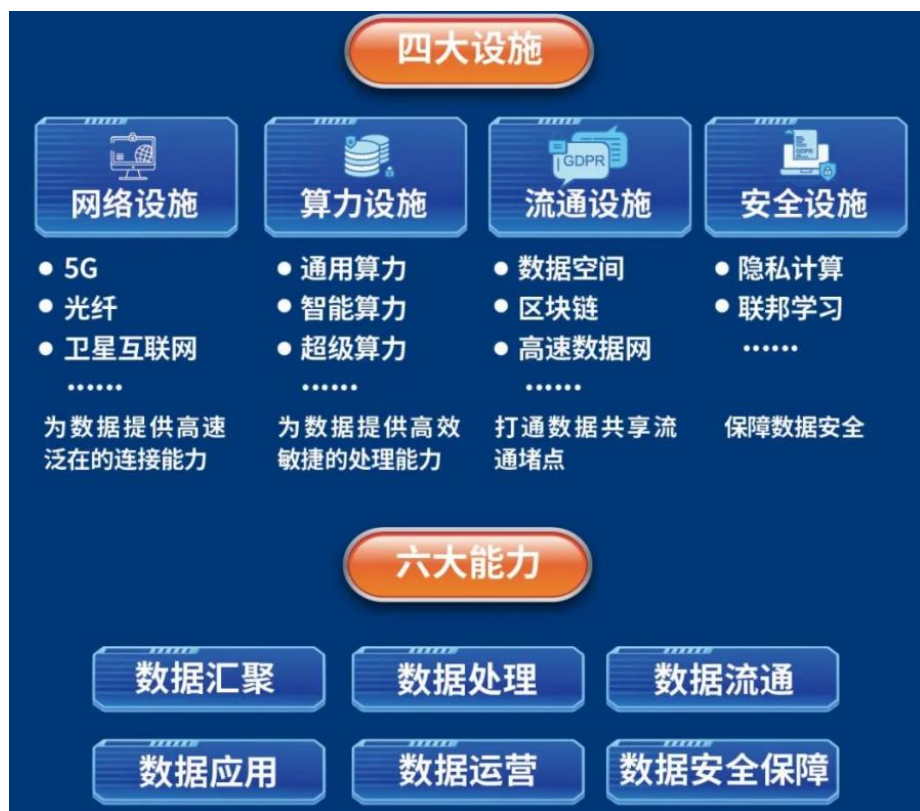 四大设施
网络设施
5G
光纤
卫星互联网
……
为数据提供高速
泛在的连接能力
算力设施
通用算力
智能算力
超级算力
……
为数据提供高效
敏捷的处理能力
GDPR
流通设施
数据空间
区块链
高速数据网
……
打通数据共享流
通堵点
GDPR
安全设施
隐私计算
联邦学习
……
保障数据安全
六大能力
数据汇聚
数据处理
数据流通
数据应用
数据运营
数据安全保障